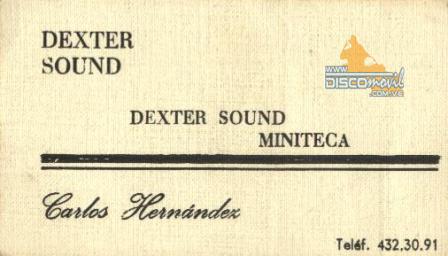 DEXTER
SOUND
WWW.
DISCOmovil
.COM.VE
DEXTER SOUND
MINITECA
Carlos Hernández
Teléf. 432.30.91